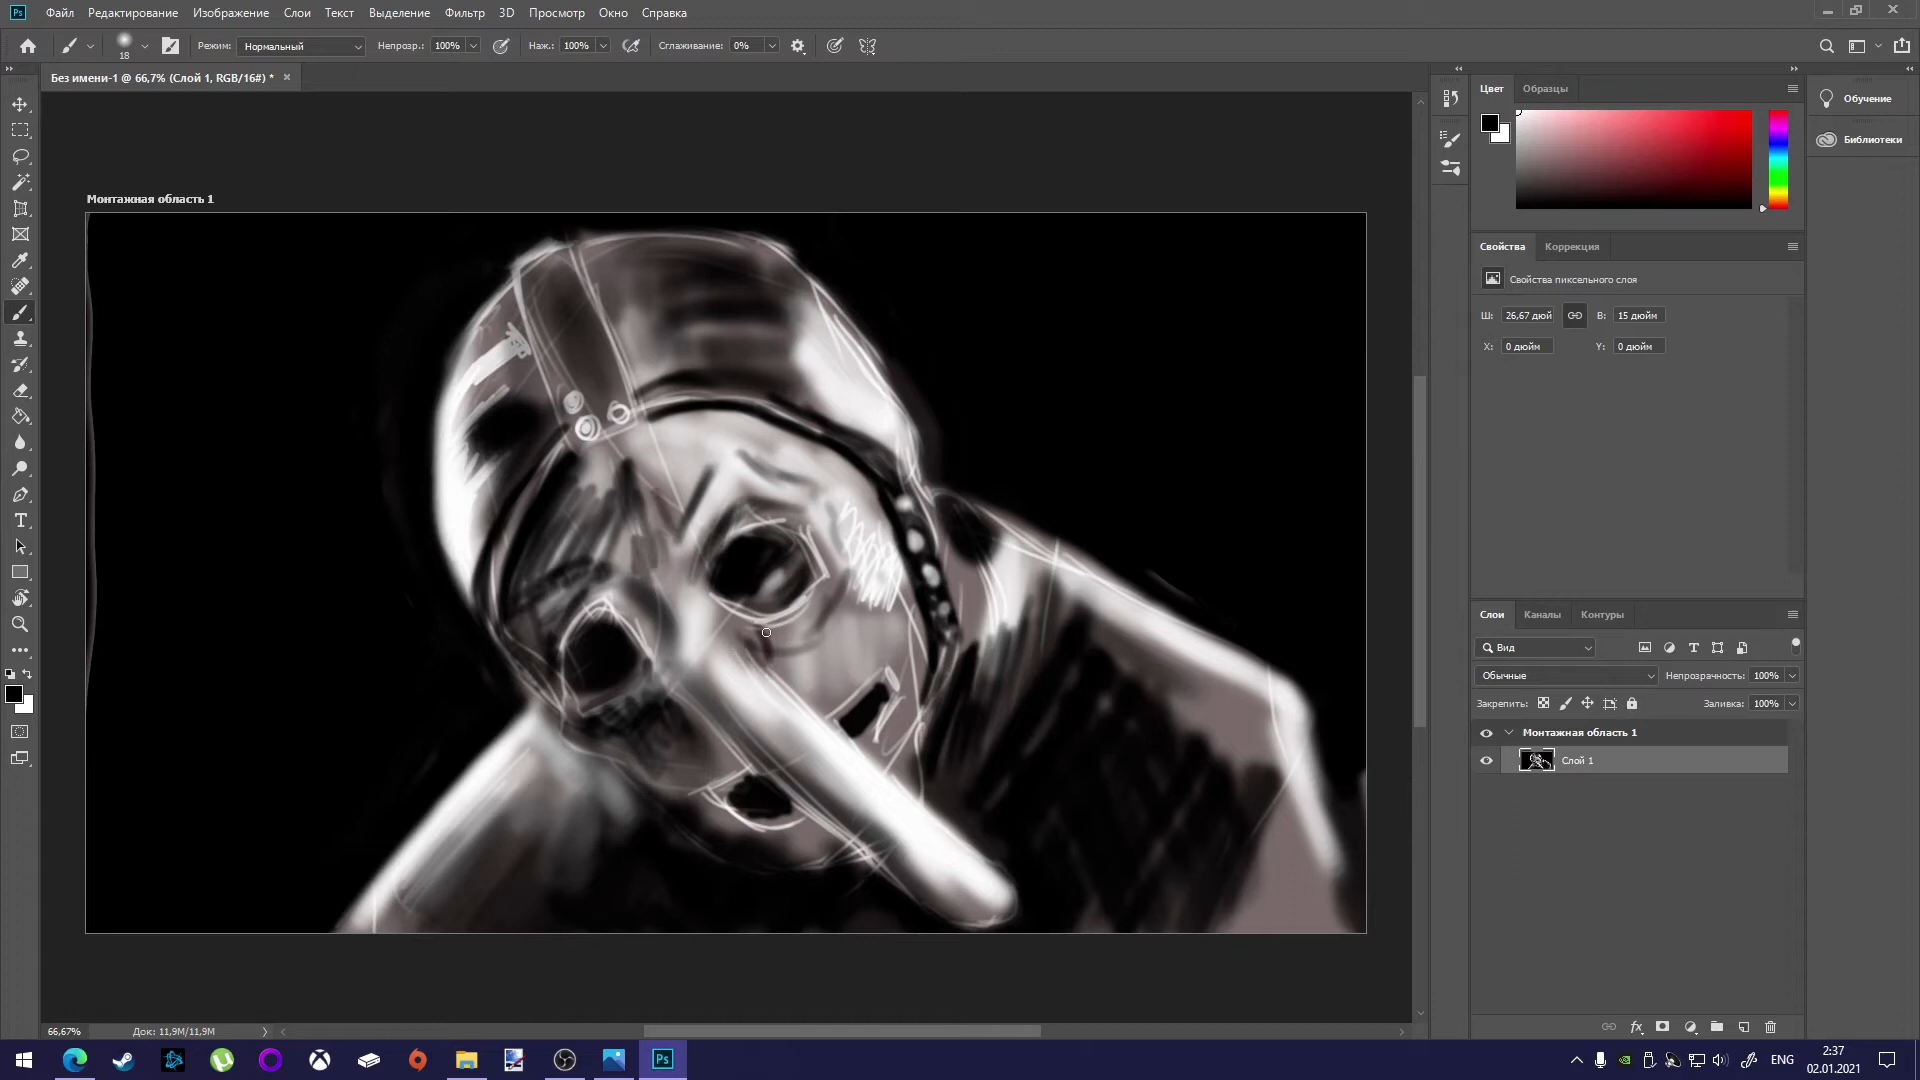 Ps Файл Редактирование Изображение Слои Текст Выделение Фильтр 3D Просмотр Окно Справка
18 Режим: Нормальный Непрозр.: 100% Наж.: 100% Сглаживание: 0%
Без имени-1 @ 66,7% (Слой 1, RGB/16#) *
Цвет Образцы
Обучение
Библиотеки
Монтажная область 1
Свойства Коррекция
Свойства пиксельного слоя
Ш: 26,67 дюй В: 15 дюйм
X: 0 дюйм Y: 0 дюйм
Слои Каналы Контуры
Вид
Обычные Непрозрачность: 100%
Закрепить: Заливка: 100%
Монтажная область 1
Слой 1
66,67% Док: 11,9M/11,9M
fx
Ps ENG 2:37
02.01.2021